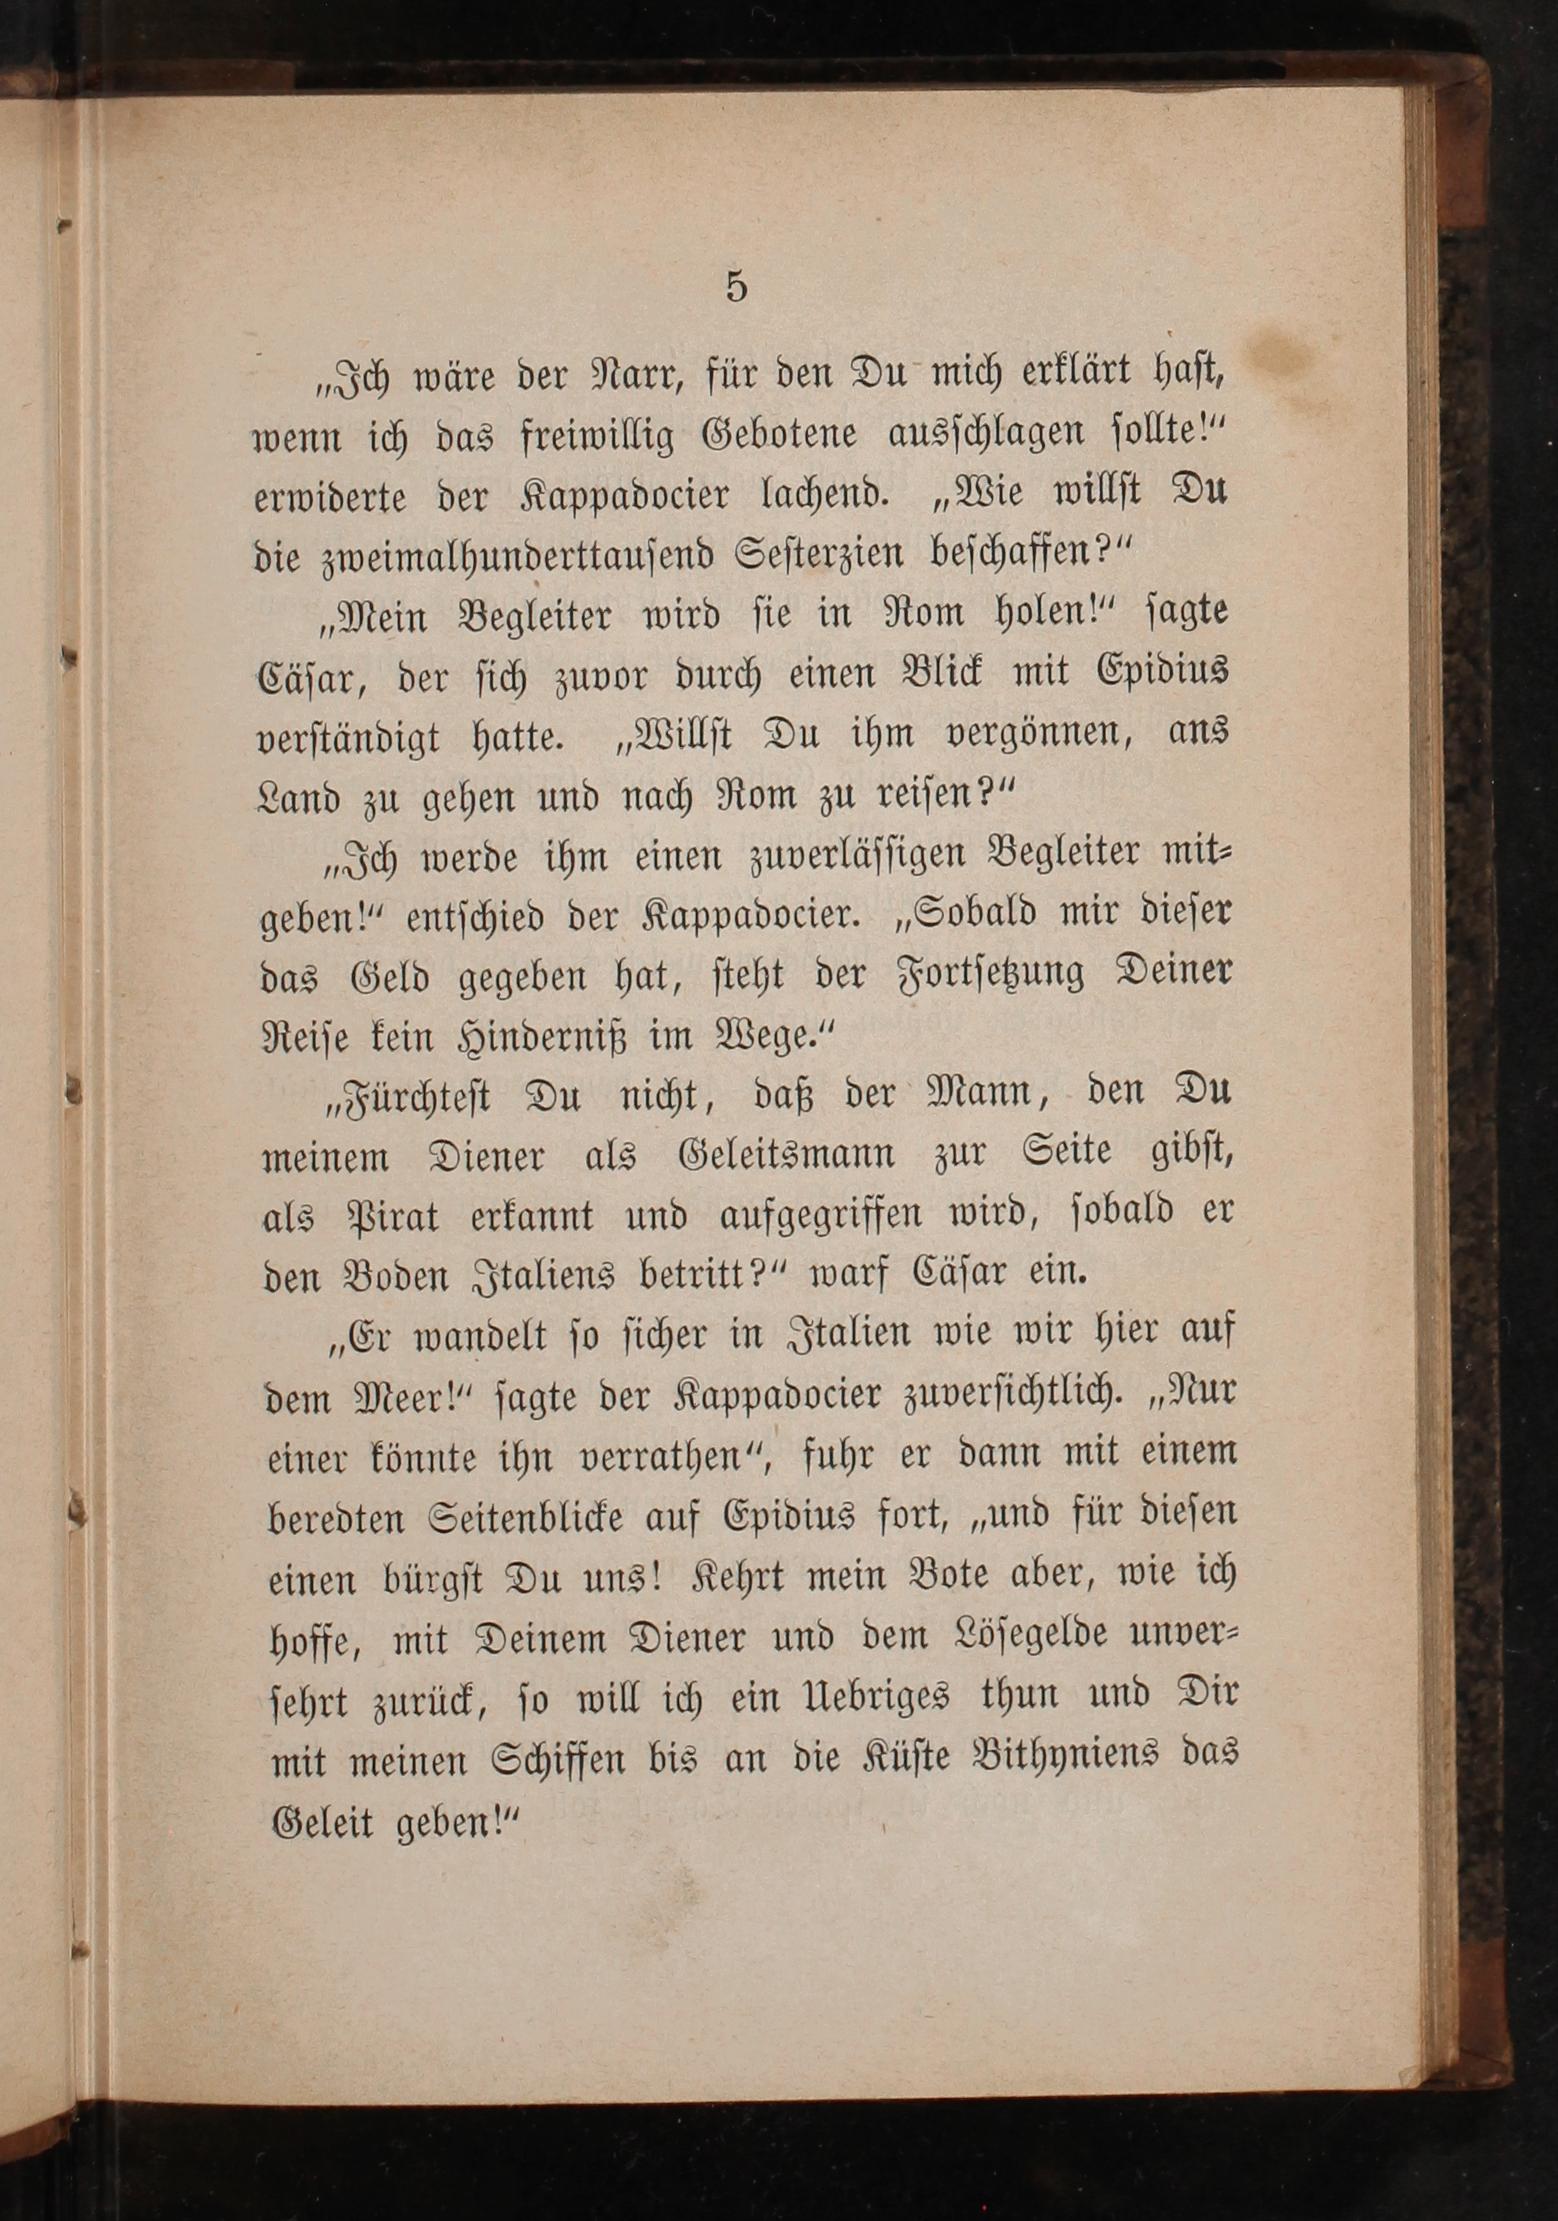 5
„Ich wäre der Narr, für den Du mich erklärt haſt,
wenn ich das freiwillig Gebotene ausſchlagen ſollte!“
erwiderte der Kappadocier lachend. „Wie willſt Du
die zweimalhunderttauſend Seſterzien beſchaffen?“
„Mein Begleiter wird ſie in Rom holen!“ ſagte
Cäſar, der ſich zuvor durch einen Blick mit Epidius
verſtändigt hatte. „Willſt Du ihm vergönnen, ans
Land zu gehen und nach Rom zu reiſen?“
„Ich werde ihm einen zuverläſſigen Begleiter mit⸗
geben!“ entſchied der Kappadocier. „Sobald mir dieſer
das Geld gegeben hat, ſteht der Fortſetzung Deiner
Reiſe kein Hinderniß im Wege.“
„Fürchteſt Du nicht, daß der Mann, den Du
meinem Diener als Geleitsmann zur Seite gibſt,
als Pirat erkannt und aufgegriffen wird, ſobald er
den Boden Italiens betritt?“ warf Cäſar ein.
„Er wandelt ſo ſicher in Italien wie wir hier auf
dem Meer!“ ſagte der Kappadocier zuverſichtlich. „Nur
einer könnte ihn verrathen“, fuhr er dann mit einem
beredten Seitenblicke auf Epidius fort, „und für dieſen
einen bürgſt Du uns! Kehrt mein Bote aber, wie ich
hoffe, mit Deinem Diener und dem Löſegelde unver⸗
ſehrt zurück, ſo will ich ein Uebriges thun und Dir
mit meinen Schiffen bis an die Küſte Bithyniens das
Geleit geben!“